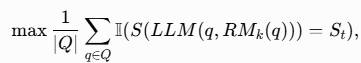 max 1/|Q| ∑_{q∈Q} 𝕀(S(LLM(q, RM_k(q))) = S_t),